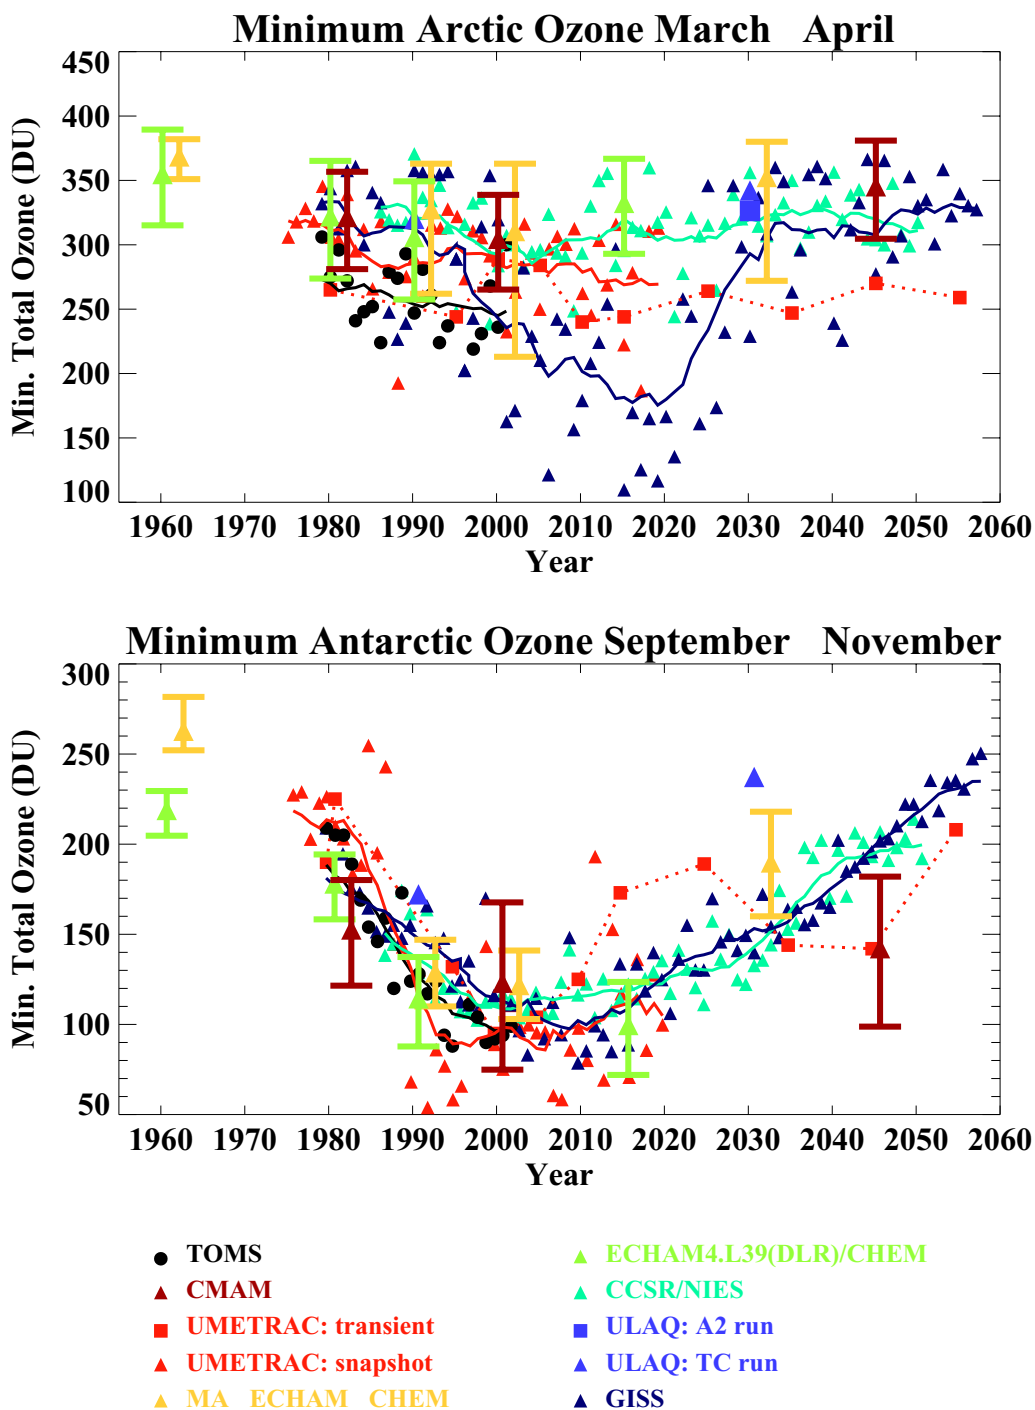 Minimum Arctic Ozone March April
Min. Total Ozone (DU)
450
400
350
300
250
200
150
100
1960 1970 1980 1990 2000 2010 2020 2030 2040 2050 2060
Year
Minimum Antarctic Ozone September November
Min. Total Ozone (DU)
300
250
200
150
100
50
1960 1970 1980 1990 2000 2010 2020 2030 2040 2050 2060
Year
TOMS
CMAM
UMETRAC: transient
UMETRAC: snapshot
MA ECHAM CHEM
ECHAM4.L39(DLR)/CHEM
CCSR/NIES
ULAQ: A2 run
ULAQ: TC run
GISS